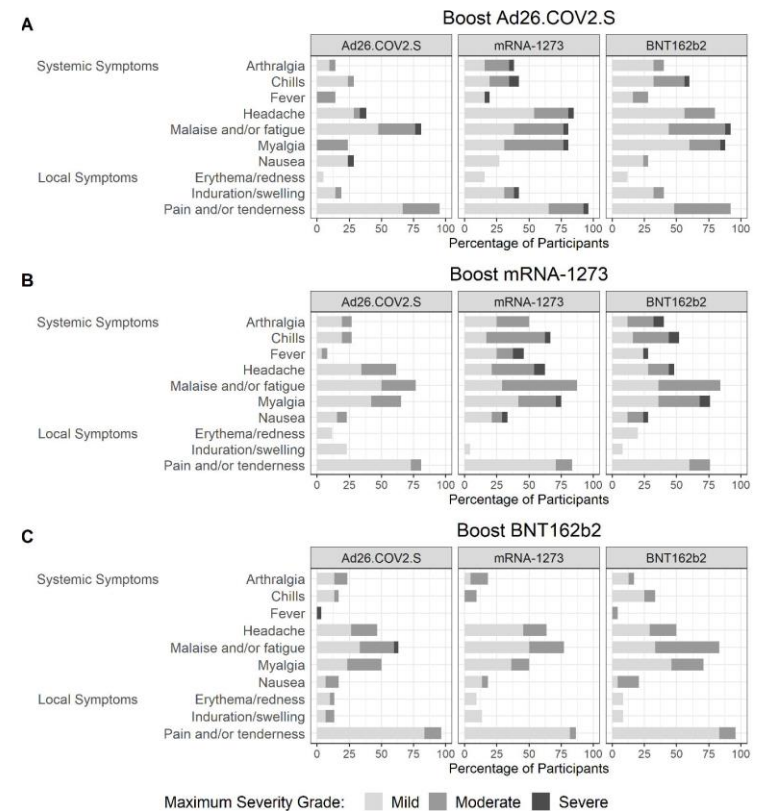 A
Boost Ad26.COV2.S
Ad26.COV2.S mRNA-1273 BNT162b2
Systemic Symptoms Arthralgia
Chills
Fever
Headache
Malaise and/or fatigue
Myalgia
Nausea
Local Symptoms Erythema/redness
Induration/swelling
Pain and/or tenderness
0 25 50 75 100 0 25 50 75 100 0 25 50 75 100
Percentage of Participants
B
Boost mRNA-1273
Ad26.COV2.S mRNA-1273 BNT162b2
Systemic Symptoms Arthralgia
Chills
Fever
Headache
Malaise and/or fatigue
Myalgia
Nausea
Local Symptoms Erythema/redness
Induration/swelling
Pain and/or tenderness
0 25 50 75 100 0 25 50 75 100 0 25 50 75 100
Percentage of Participants
C
Boost BNT162b2
Ad26.COV2.S mRNA-1273 BNT162b2
Systemic Symptoms Arthralgia
Chills
Fever
Headache
Malaise and/or fatigue
Myalgia
Nausea
Local Symptoms Erythema/redness
Induration/swelling
Pain and/or tenderness
0 25 50 75 100 0 25 50 75 100 0 25 50 75 100
Percentage of Participants
Maximum Severity Grade: Mild Moderate Severe